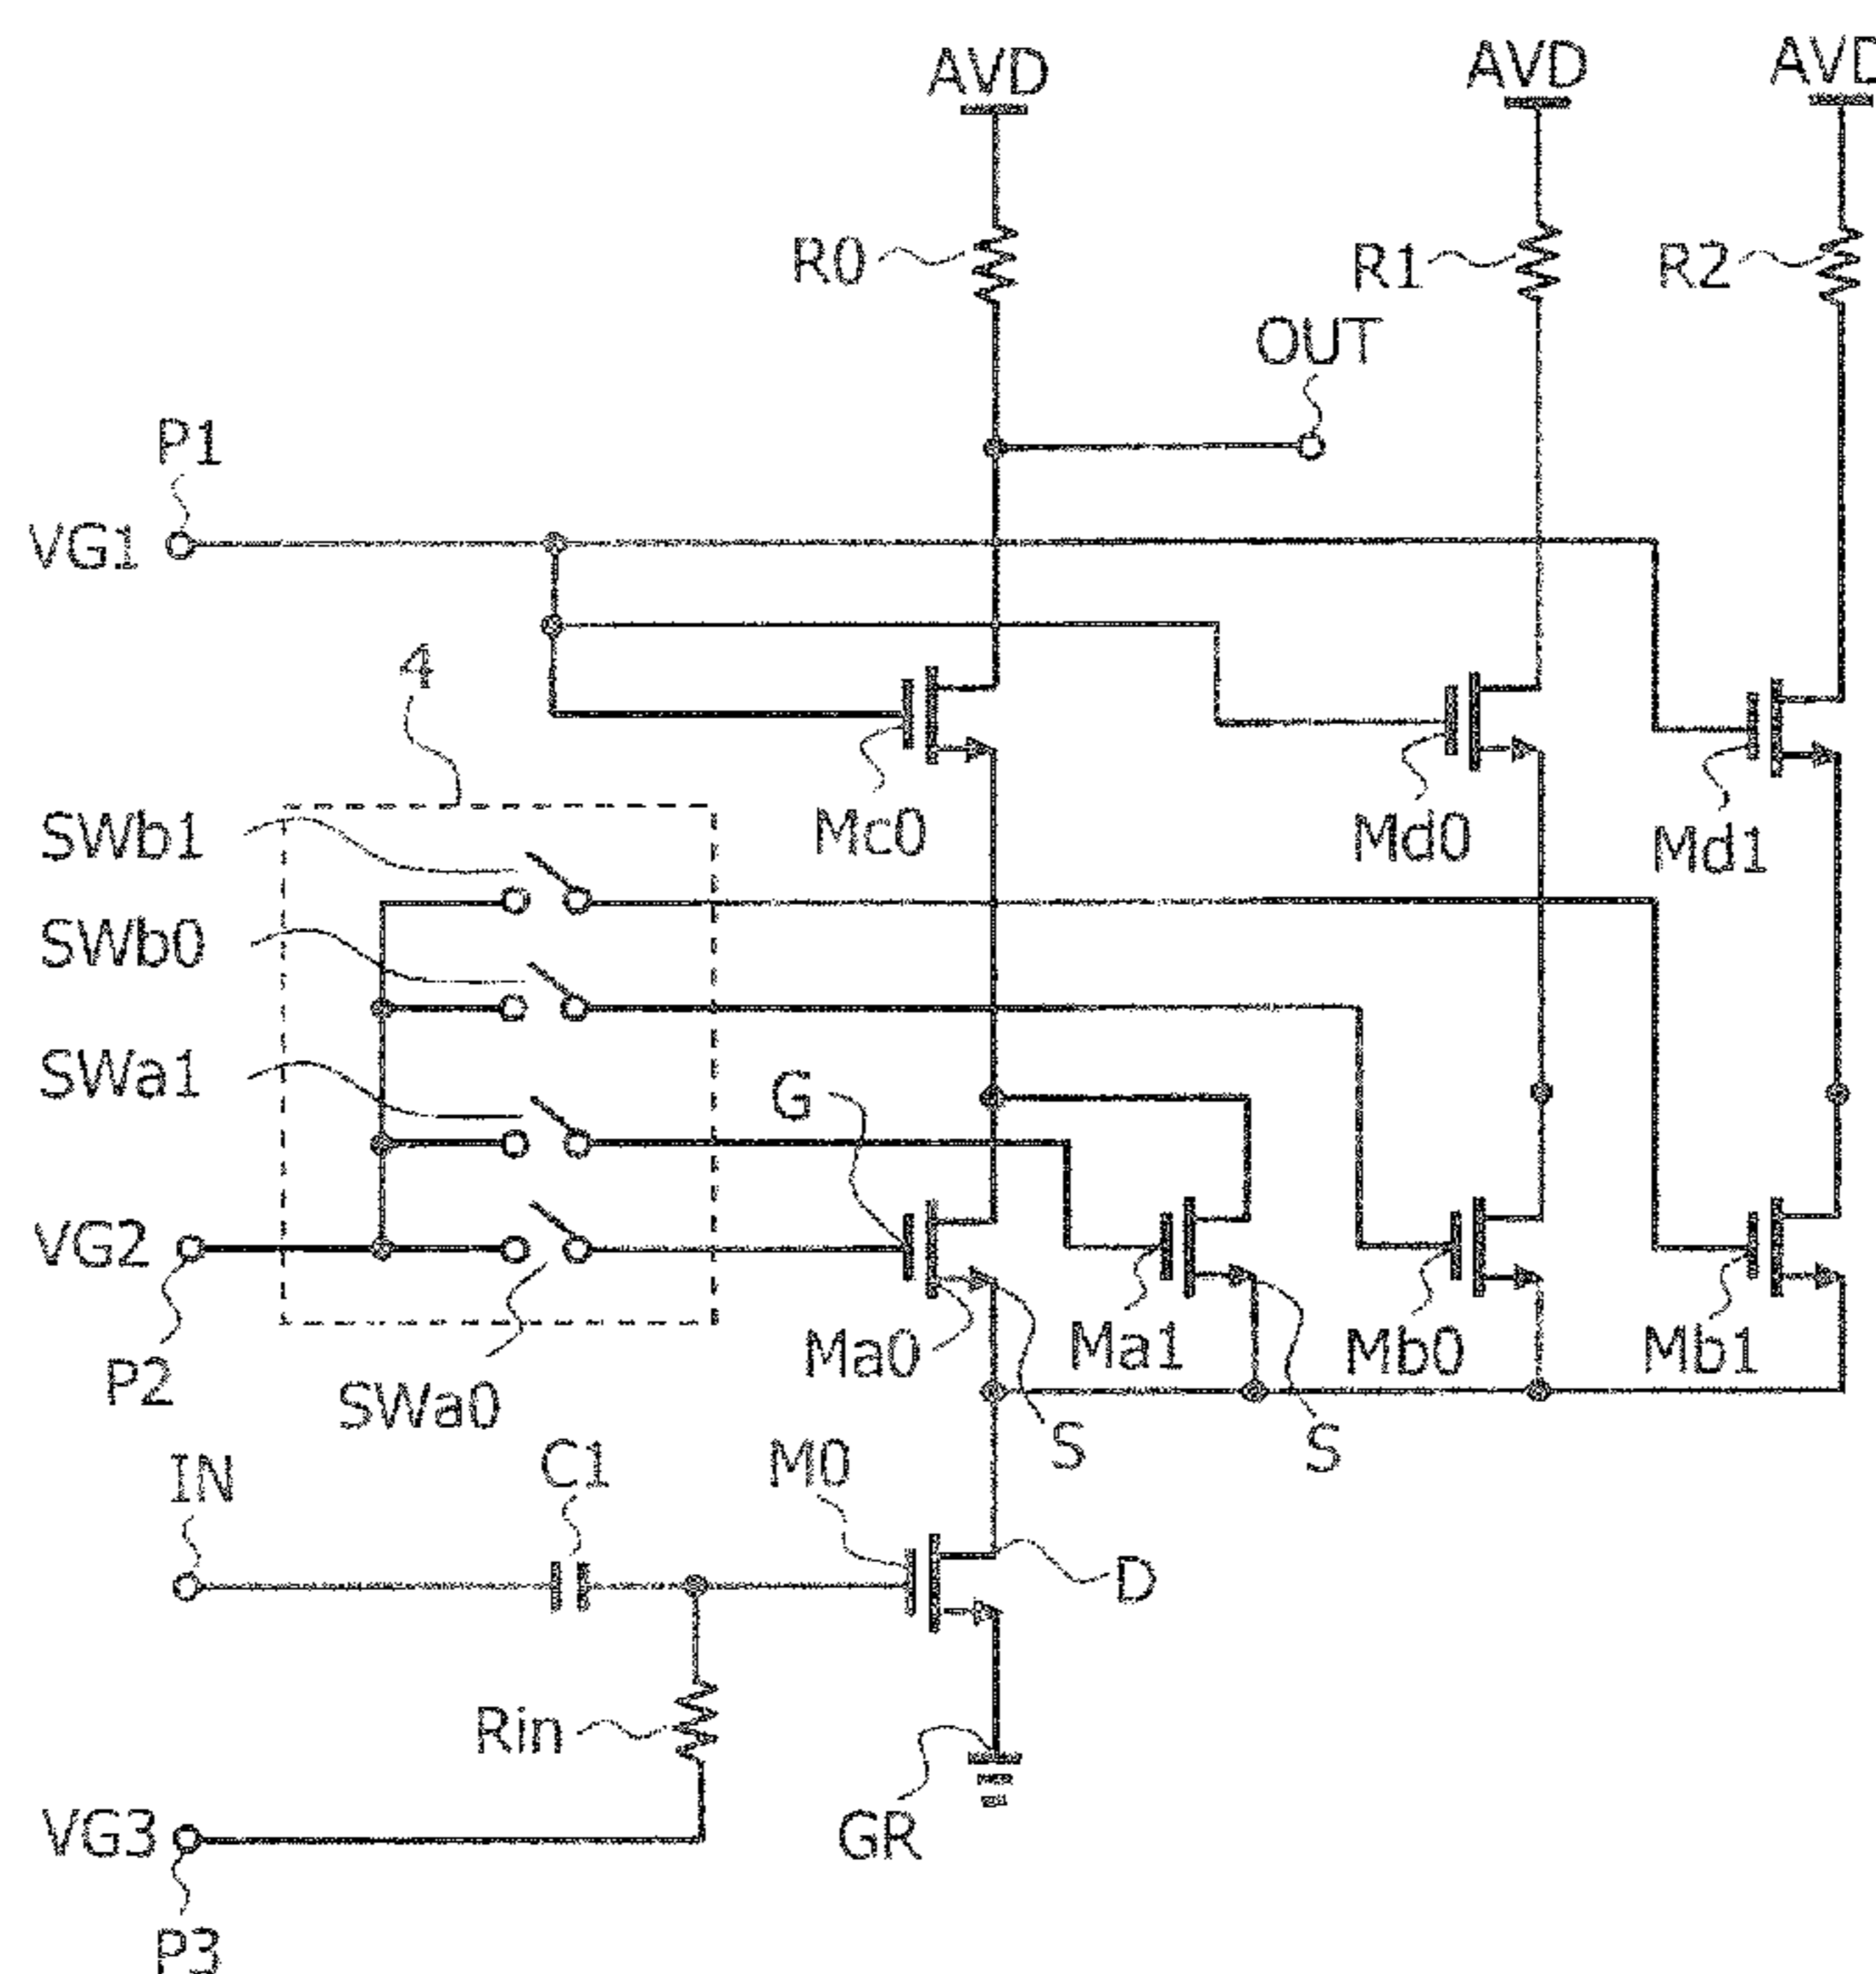 AVD
AVD
AVD
R0
R1
R2
OUT
P1
VG1
4
Mc0
Md0
Md1
SWb1
SWb0
SWa1
G
VG2
P2
SWa0
Ma0
Ma1
Mb0
Mb1
S
S
IN
C1
M0
D
Rin
VG3
GR
P3